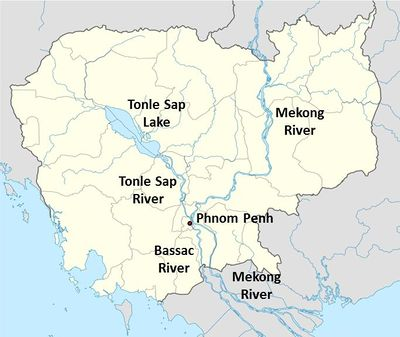 Tonle Sap
Lake
Mekong
River
Tonle Sap
River
Phnom Penh
Bassac
River
Mekong
River